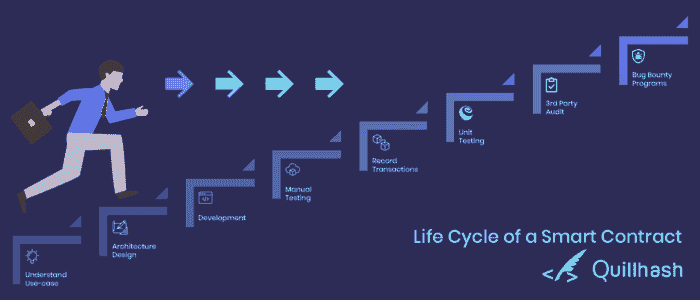 Understand
Use-case
Architecture
Design
Development
Manual
Testing
Record
Transactions
Unit
Testing
3rd Party
Audit
Bug Bounty
Programs
Life Cycle of a Smart Contract
Quillhash